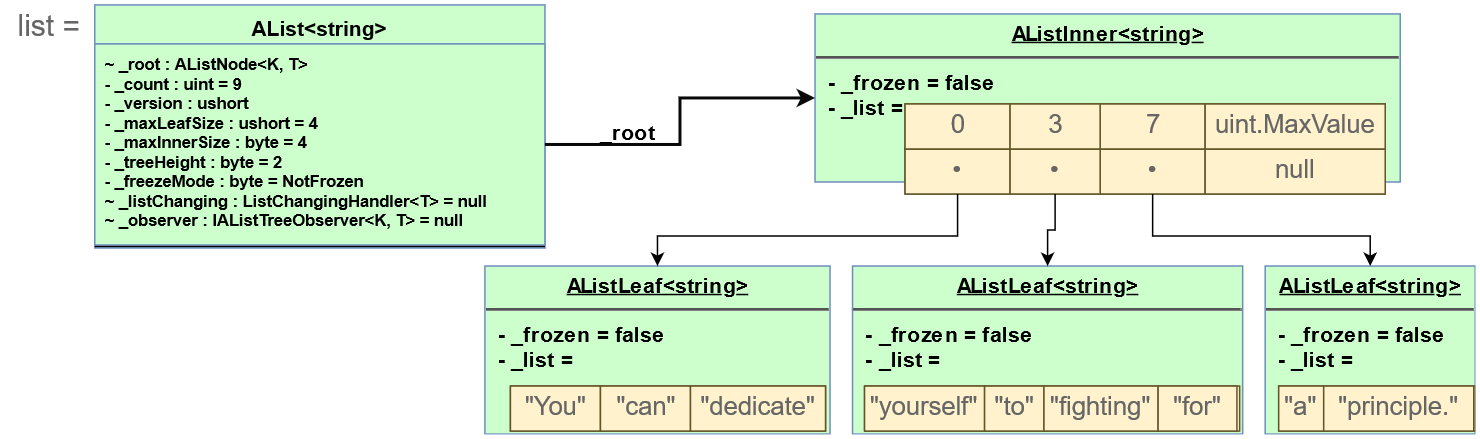 list =
AList<string>
~ _root : AListNode<K, T>
- _count : uint = 9
- _version : ushort
- _maxLeafSize : ushort = 4
- _maxInnerSize : byte = 4
- _treeHeight : byte = 2
- _freezeMode : byte = NotFrozen
~ _listChanging : ListChangingHandler<T> = null
~ _observer : IAListTreeObserver<K, T> = null
_root
AListInner<string>
- _frozen = false
- _list =
0 3 7 uint.MaxValue
• • • null
AListLeaf<string>
- _frozen = false
- _list =
"You" "can" "dedicate"
AListLeaf<string>
- _frozen = false
- _list =
"yourself" "to" "fighting" "for"
AListLeaf<string>
- _frozen = false
- _list =
"a" "principle."